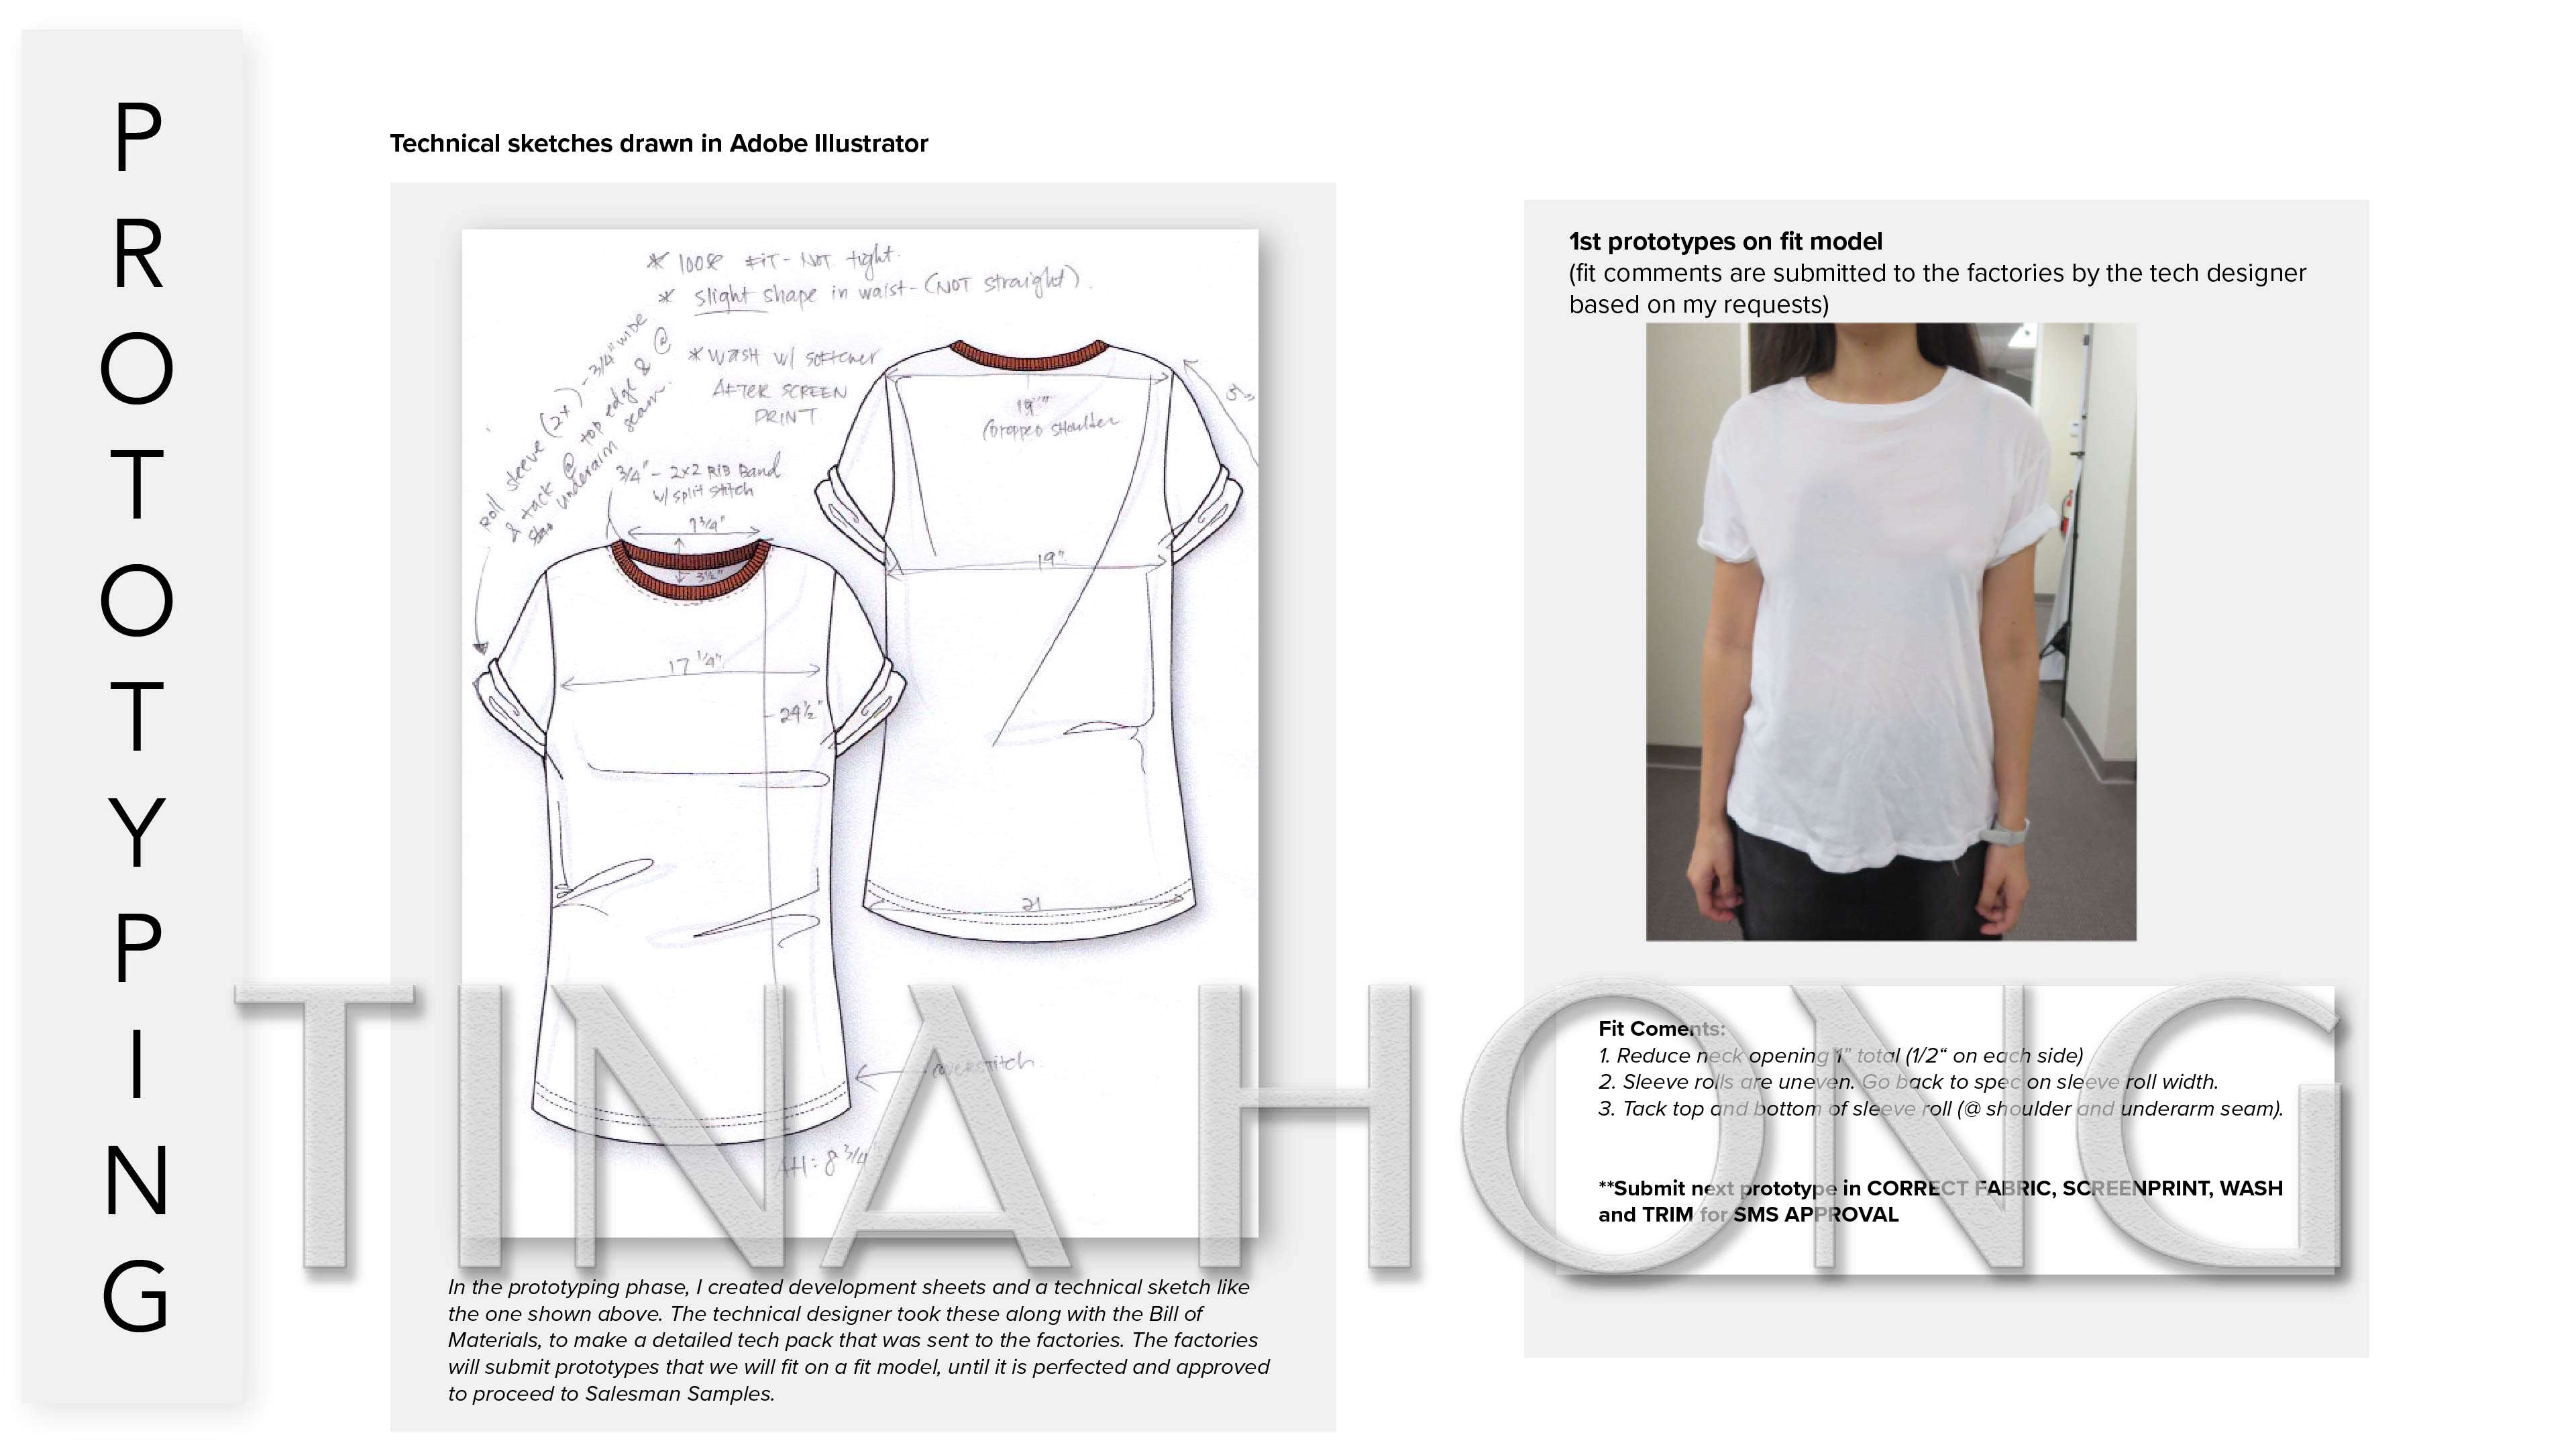 PROTOTYPING
Technical sketches drawn in Adobe Illustrator
* 100% FIT - NOT tight.
* slight shape in waist - (NOT straight).
* WASH w/ softener
AFTER SCREEN
PRINT
Roll sleeve (2x) - 3/4" wide
& tack @ top edge & @
underarm seam.
3/4" - 2x2 RIB Band
w/ split stitch
7 3/4"
3 1/2"
17 1/4"
24 1/2"
19"
(Dropped shoulder
5"
19"
21
coverstitch
AH: 8 3/4"
In the prototyping phase, I created development sheets and a technical sketch like
the one shown above. The technical designer took these along with the Bill of
Materials, to make a detailed tech pack that was sent to the factories. The factories
will submit prototypes that we will fit on a fit model, until it is perfected and approved
to proceed to Salesman Samples.
1st prototypes on fit model
(fit comments are submitted to the factories by the tech designer
based on my requests)
Fit Coments:
1. Reduce neck opening 1" total (1/2“ on each side)
2. Sleeve rolls are uneven. Go back to spec on sleeve roll width.
3. Tack top and bottom of sleeve roll (@ shoulder and underarm seam).
**Submit next prototype in CORRECT FABRIC, SCREENPRINT, WASH
and TRIM for SMS APPROVAL
TINA HONG